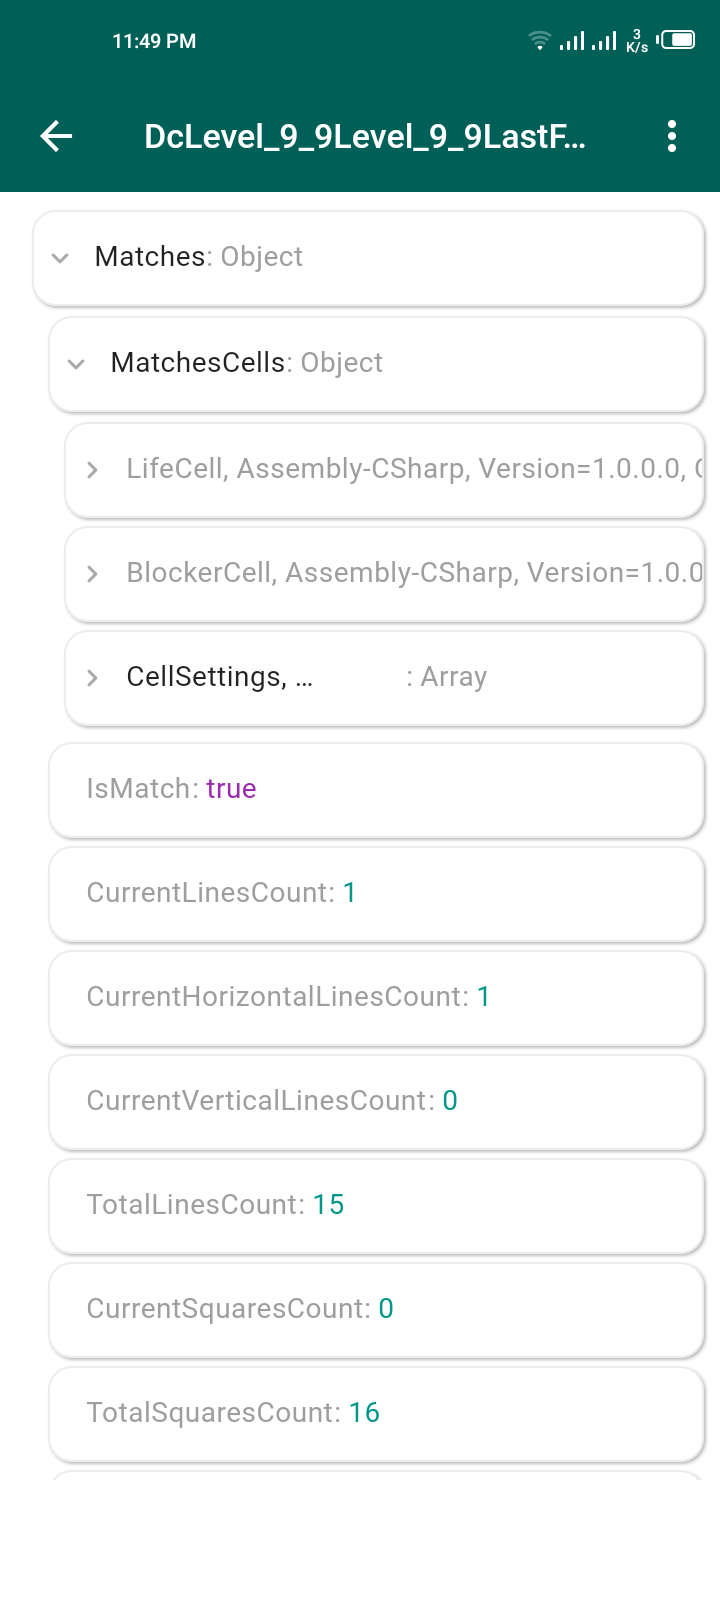 11:49 PM
3
K/s
DcLevel_9_9Level_9_9LastF...
Matches: Object
MatchesCells: Object
LifeCell, Assembly-CSharp, Version=1.0.0.0,
BlockerCell, Assembly-CSharp, Version=1.0.0
CellSettings, ... : Array
IsMatch: true
CurrentLinesCount: 1
CurrentHorizontalLinesCount: 1
CurrentVerticalLinesCount: 0
TotalLinesCount: 15
CurrentSquaresCount: 0
TotalSquaresCount: 16